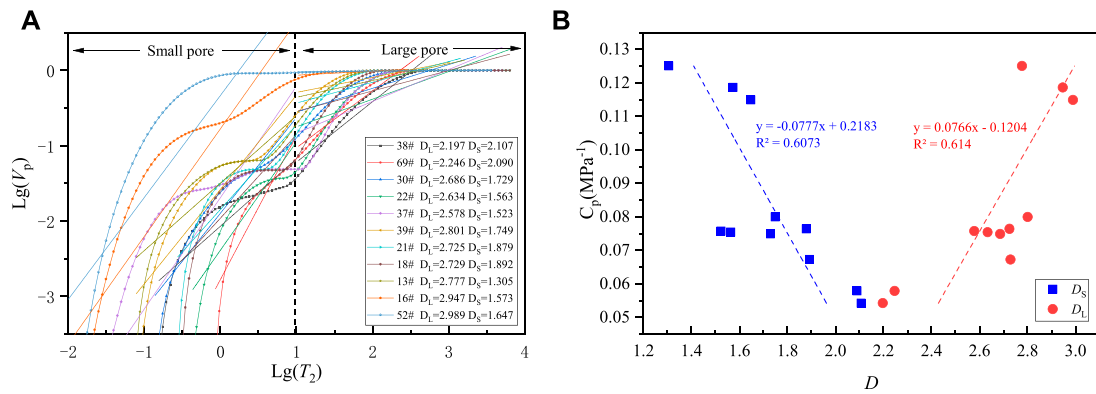 A
Small pore
Large pore
Lg(Vp)
0
-1
-2
-3
38# DL=2.197 DS=2.107
69# DL=2.246 DS=2.090
30# DL=2.686 DS=1.729
22# DL=2.634 DS=1.563
37# DL=2.578 DS=1.523
39# DL=2.801 DS=1.749
21# DL=2.725 DS=1.879
18# DL=2.729 DS=1.892
13# DL=2.777 DS=1.305
16# DL=2.947 DS=1.573
52# DL=2.989 DS=1.647
-2 -1 0 1 2 3 4
Lg(T2)
B
Cp(MPa-1)
0.13
0.12
0.11
0.10
0.09
0.08
0.07
0.06
0.05
y = -0.0777x + 0.2183
R² = 0.6073
y = 0.0766x - 0.1204
R² = 0.614
DS
DL
1.2 1.4 1.6 1.8 2.0 2.2 2.4 2.6 2.8 3.0
D